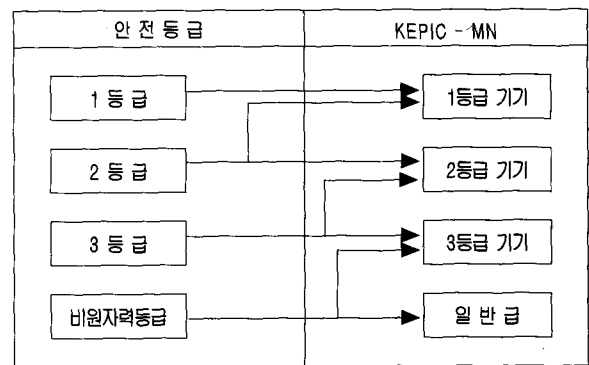 안 전 등 급 KEPIC - MN
1 등 급 1등급 기기
2 등 급 2등급 기기
3 등 급 3등급 기기
비원자력등급 일 반 급